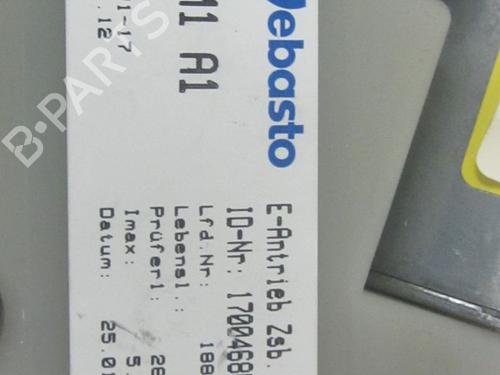 Webasto
11 A1
1-17
.12
E-Antrieb Zsb.
ID-Nr: 1700468
Lfd.Nr: 188
Lebensl.:
Prüfer1: 28
Imax: 5.
Datum: 25.01
B-PARTS